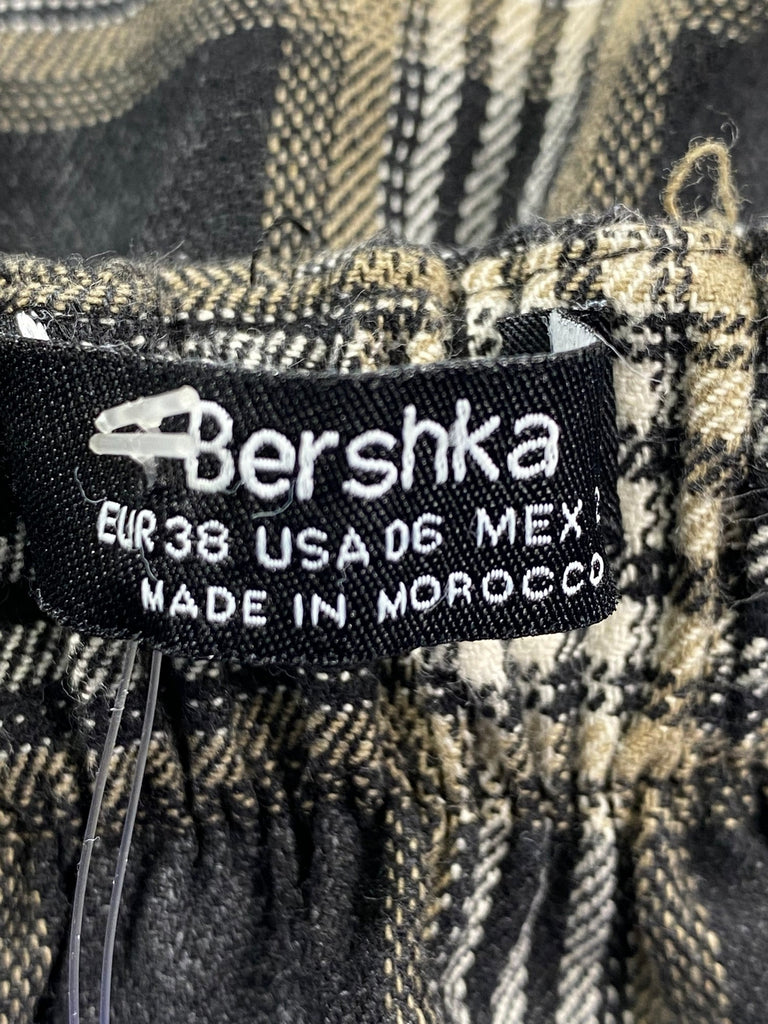 Bershka
EUR 38 USA 06 MEX
MADE IN MOROCCO